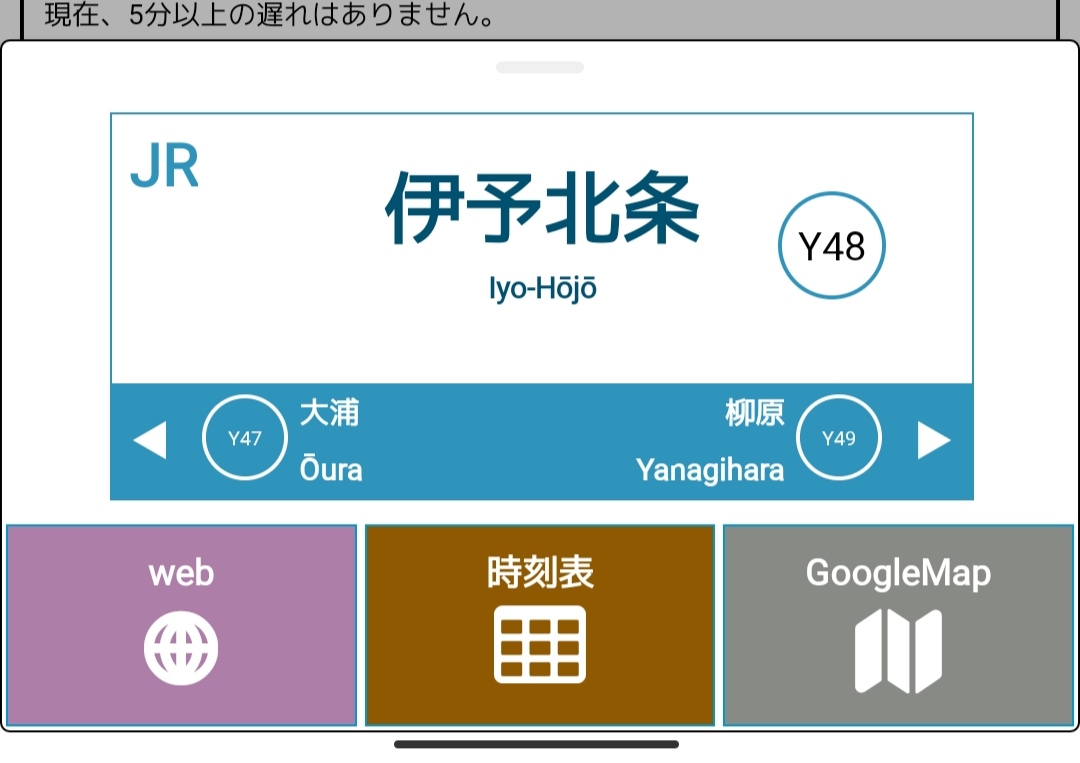 現在、5分以上の遅れはありません。
JR
伊予北条
Iyo-Hōjō
Y48
Y47
大浦
Ōura
柳原
Yanagihara
Y49
web
時刻表
GoogleMap